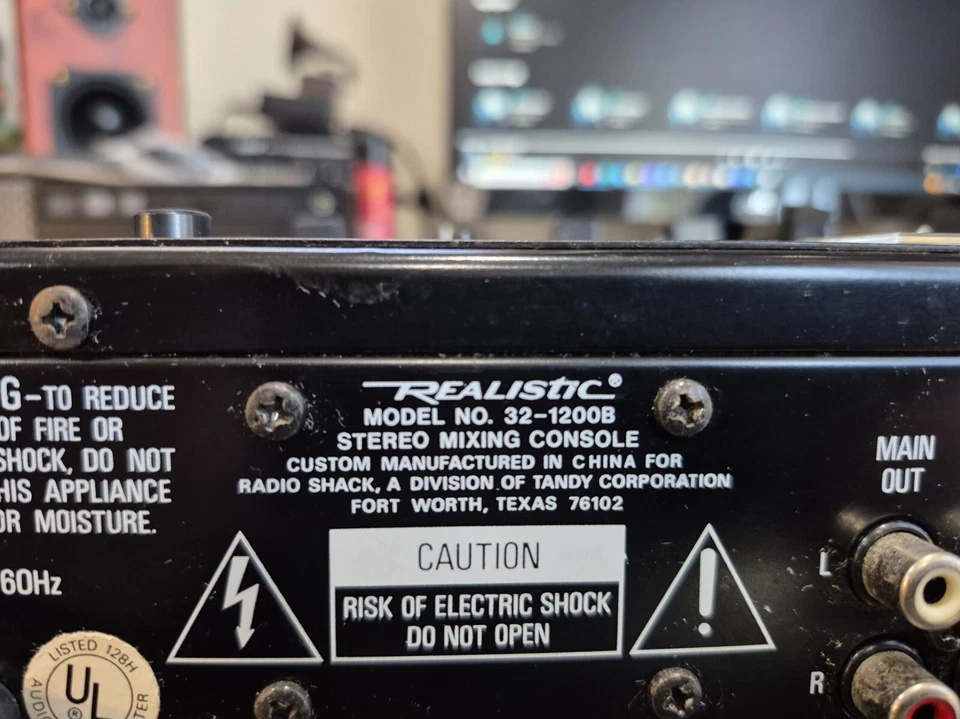 G-TO REDUCE
OF FIRE OR
SHOCK, DO NOT
HIS APPLIANCE
OR MOISTURE.
60Hz
REALISTIC®
MODEL NO. 32-1200B
STEREO MIXING CONSOLE
CUSTOM MANUFACTURED IN CHINA FOR
RADIO SHACK, A DIVISION OF TANDY CORPORATION
FORT WORTH, TEXAS 76102
CAUTION
RISK OF ELECTRIC SHOCK
DO NOT OPEN
MAIN
OUT
L
R
LISTED 128H
UL®
AUDIO